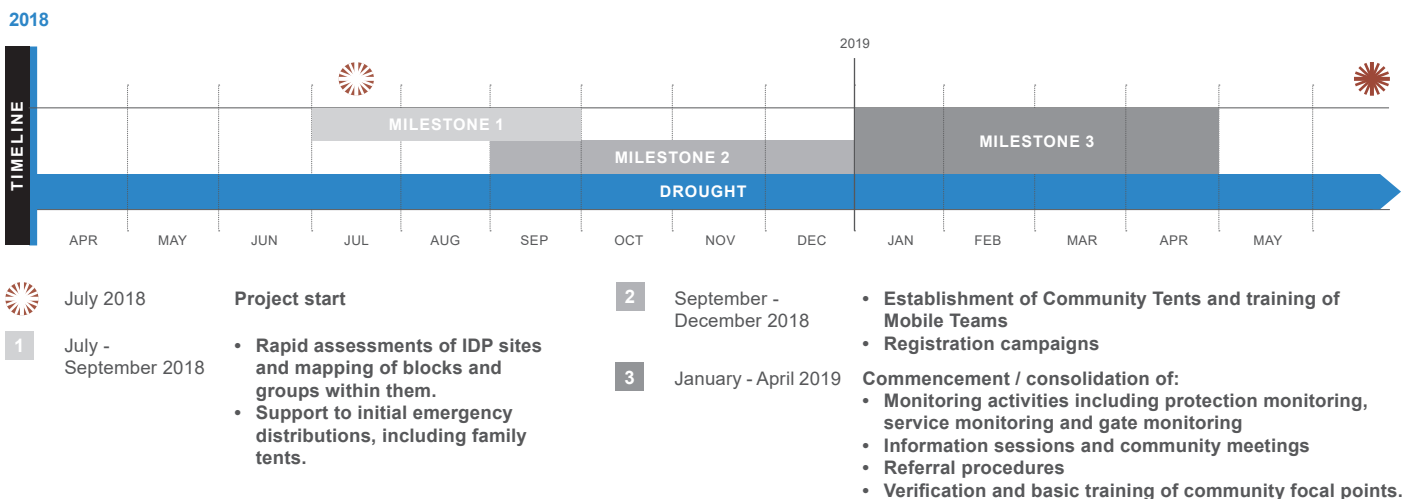 2018
2019
TIMELINE
MILESTONE 1
MILESTONE 2
MILESTONE 3
DROUGHT
APR MAY JUN JUL AUG SEP OCT NOV DEC JAN FEB MAR APR MAY
July 2018 Project start
1 July -
September 2018
• Rapid assessments of IDP sites
and mapping of blocks and
groups within them.
• Support to initial emergency
distributions, including family
tents.
2 September -
December 2018
• Establishment of Community Tents and training of
Mobile Teams
• Registration campaigns
3 January - April 2019
Commencement / consolidation of:
• Monitoring activities including protection monitoring,
service monitoring and gate monitoring
• Information sessions and community meetings
• Referral procedures
• Verification and basic training of community focal points.